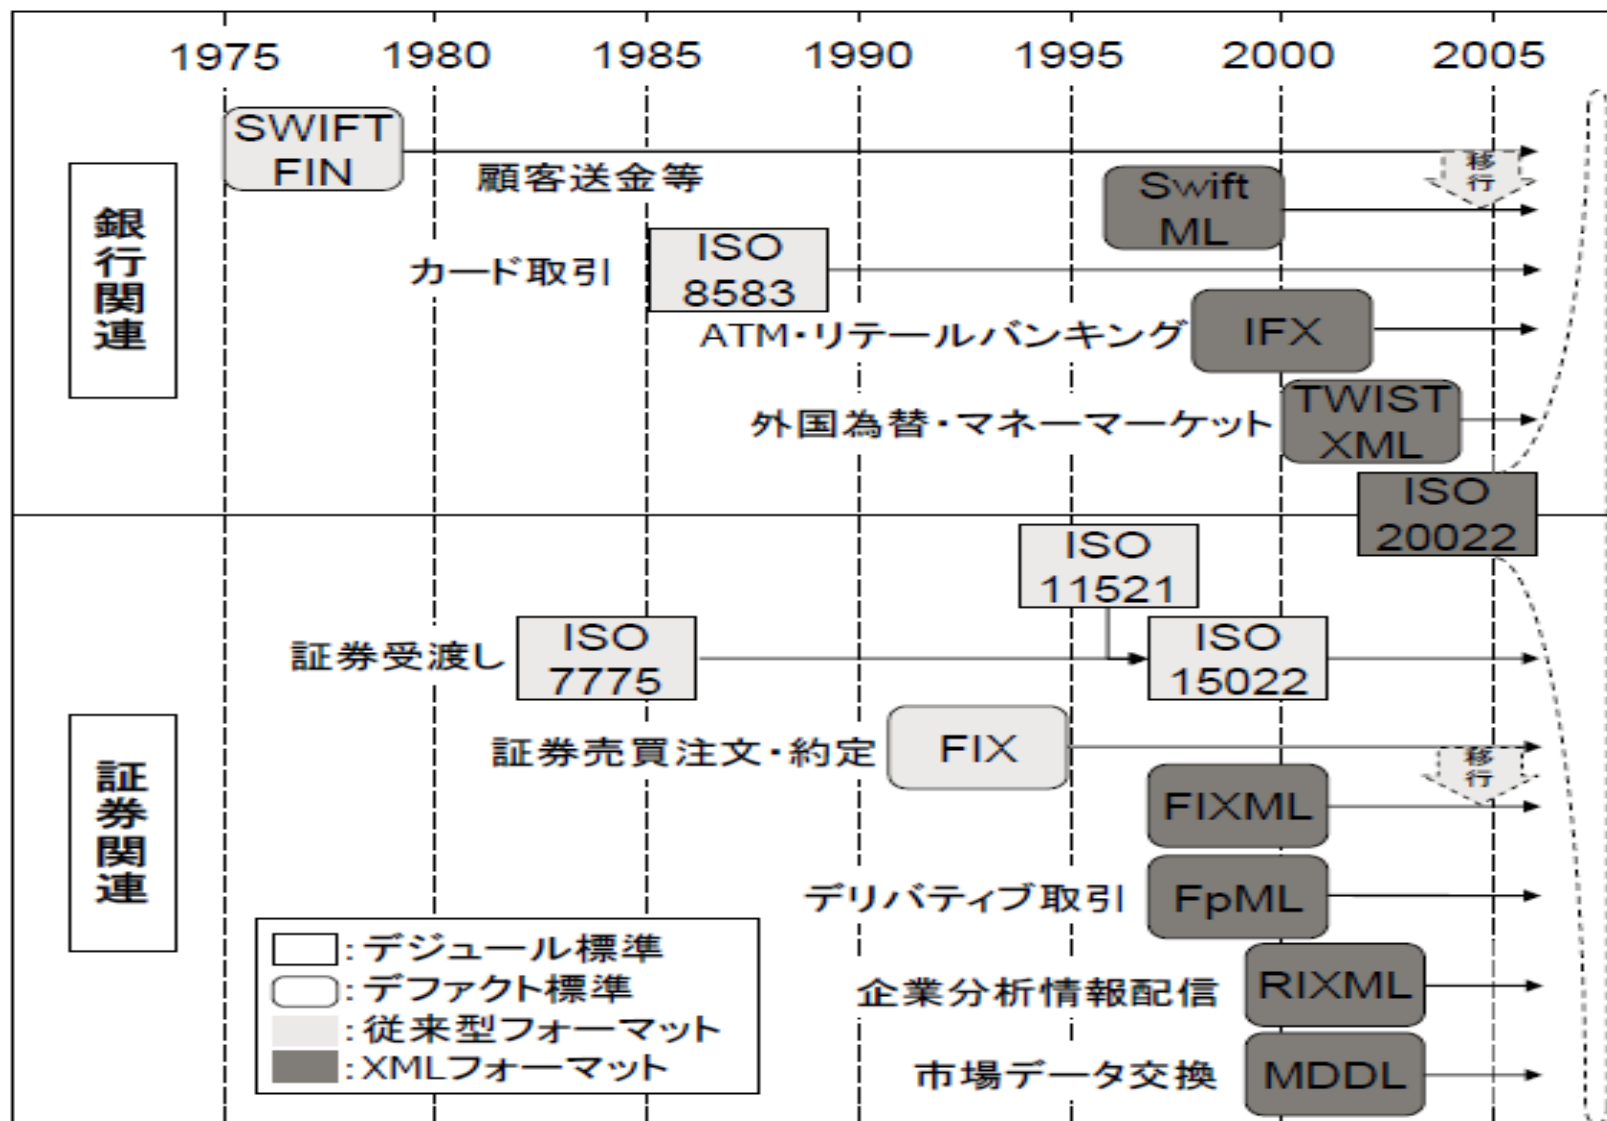 1975 1980 1985 1990 1995 2000 2005
銀行関連
SWIFT
FIN
顧客送金等
移行
Swift
ML
カード取引
ISO
8583
ATM・リテールバンキング
IFX
外国為替・マネーマーケット
TWIST
XML
ISO
20022
証券関連
ISO
11521
証券受渡し
ISO
7775
ISO
15022
証券売買注文・約定
FIX
移行
FIXML
デリバティブ取引
FpML
企業分析情報配信
RIXML
市場データ交換
MDDL
：デジュール標準
：デファクト標準
：従来型フォーマット
：XMLフォーマット